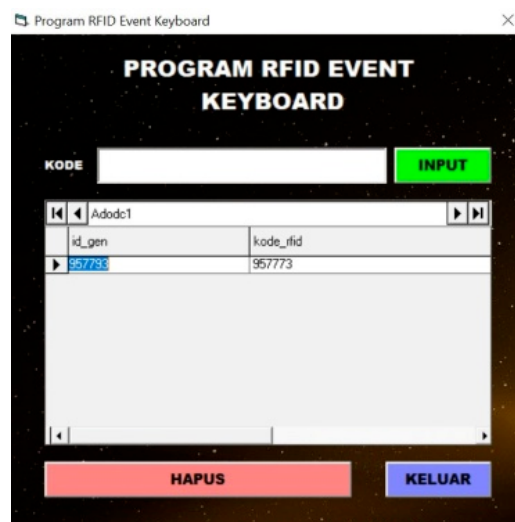 Program RFID Event Keyboard
PROGRAM RFID EVENT
KEYBOARD
KODE
INPUT
Adodc1
id_gen kode_rfid
957793 957773
HAPUS
KELUAR